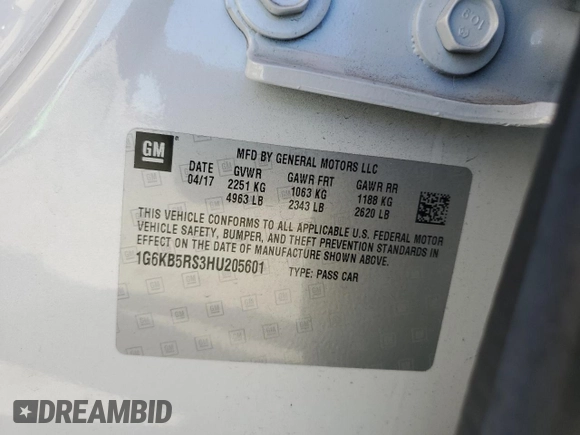 109
GM
MFD BY GENERAL MOTORS LLC
DATE GVWR GAWR FRT GAWR RR
04/17 2251 KG 1063 KG 1188 KG
4963 LB 2343 LB 2620 LB
THIS VEHICLE CONFORMS TO ALL APPLICABLE U.S. FEDERAL MOTOR
VEHICLE SAFETY, BUMPER, AND THEFT PREVENTION STANDARDS IN
EFFECT ON THE DATE OF MANUFACTURE SHOWN ABOVE.
1G6KB5RS3HU205601 TYPE: PASS CAR
DREAMBID